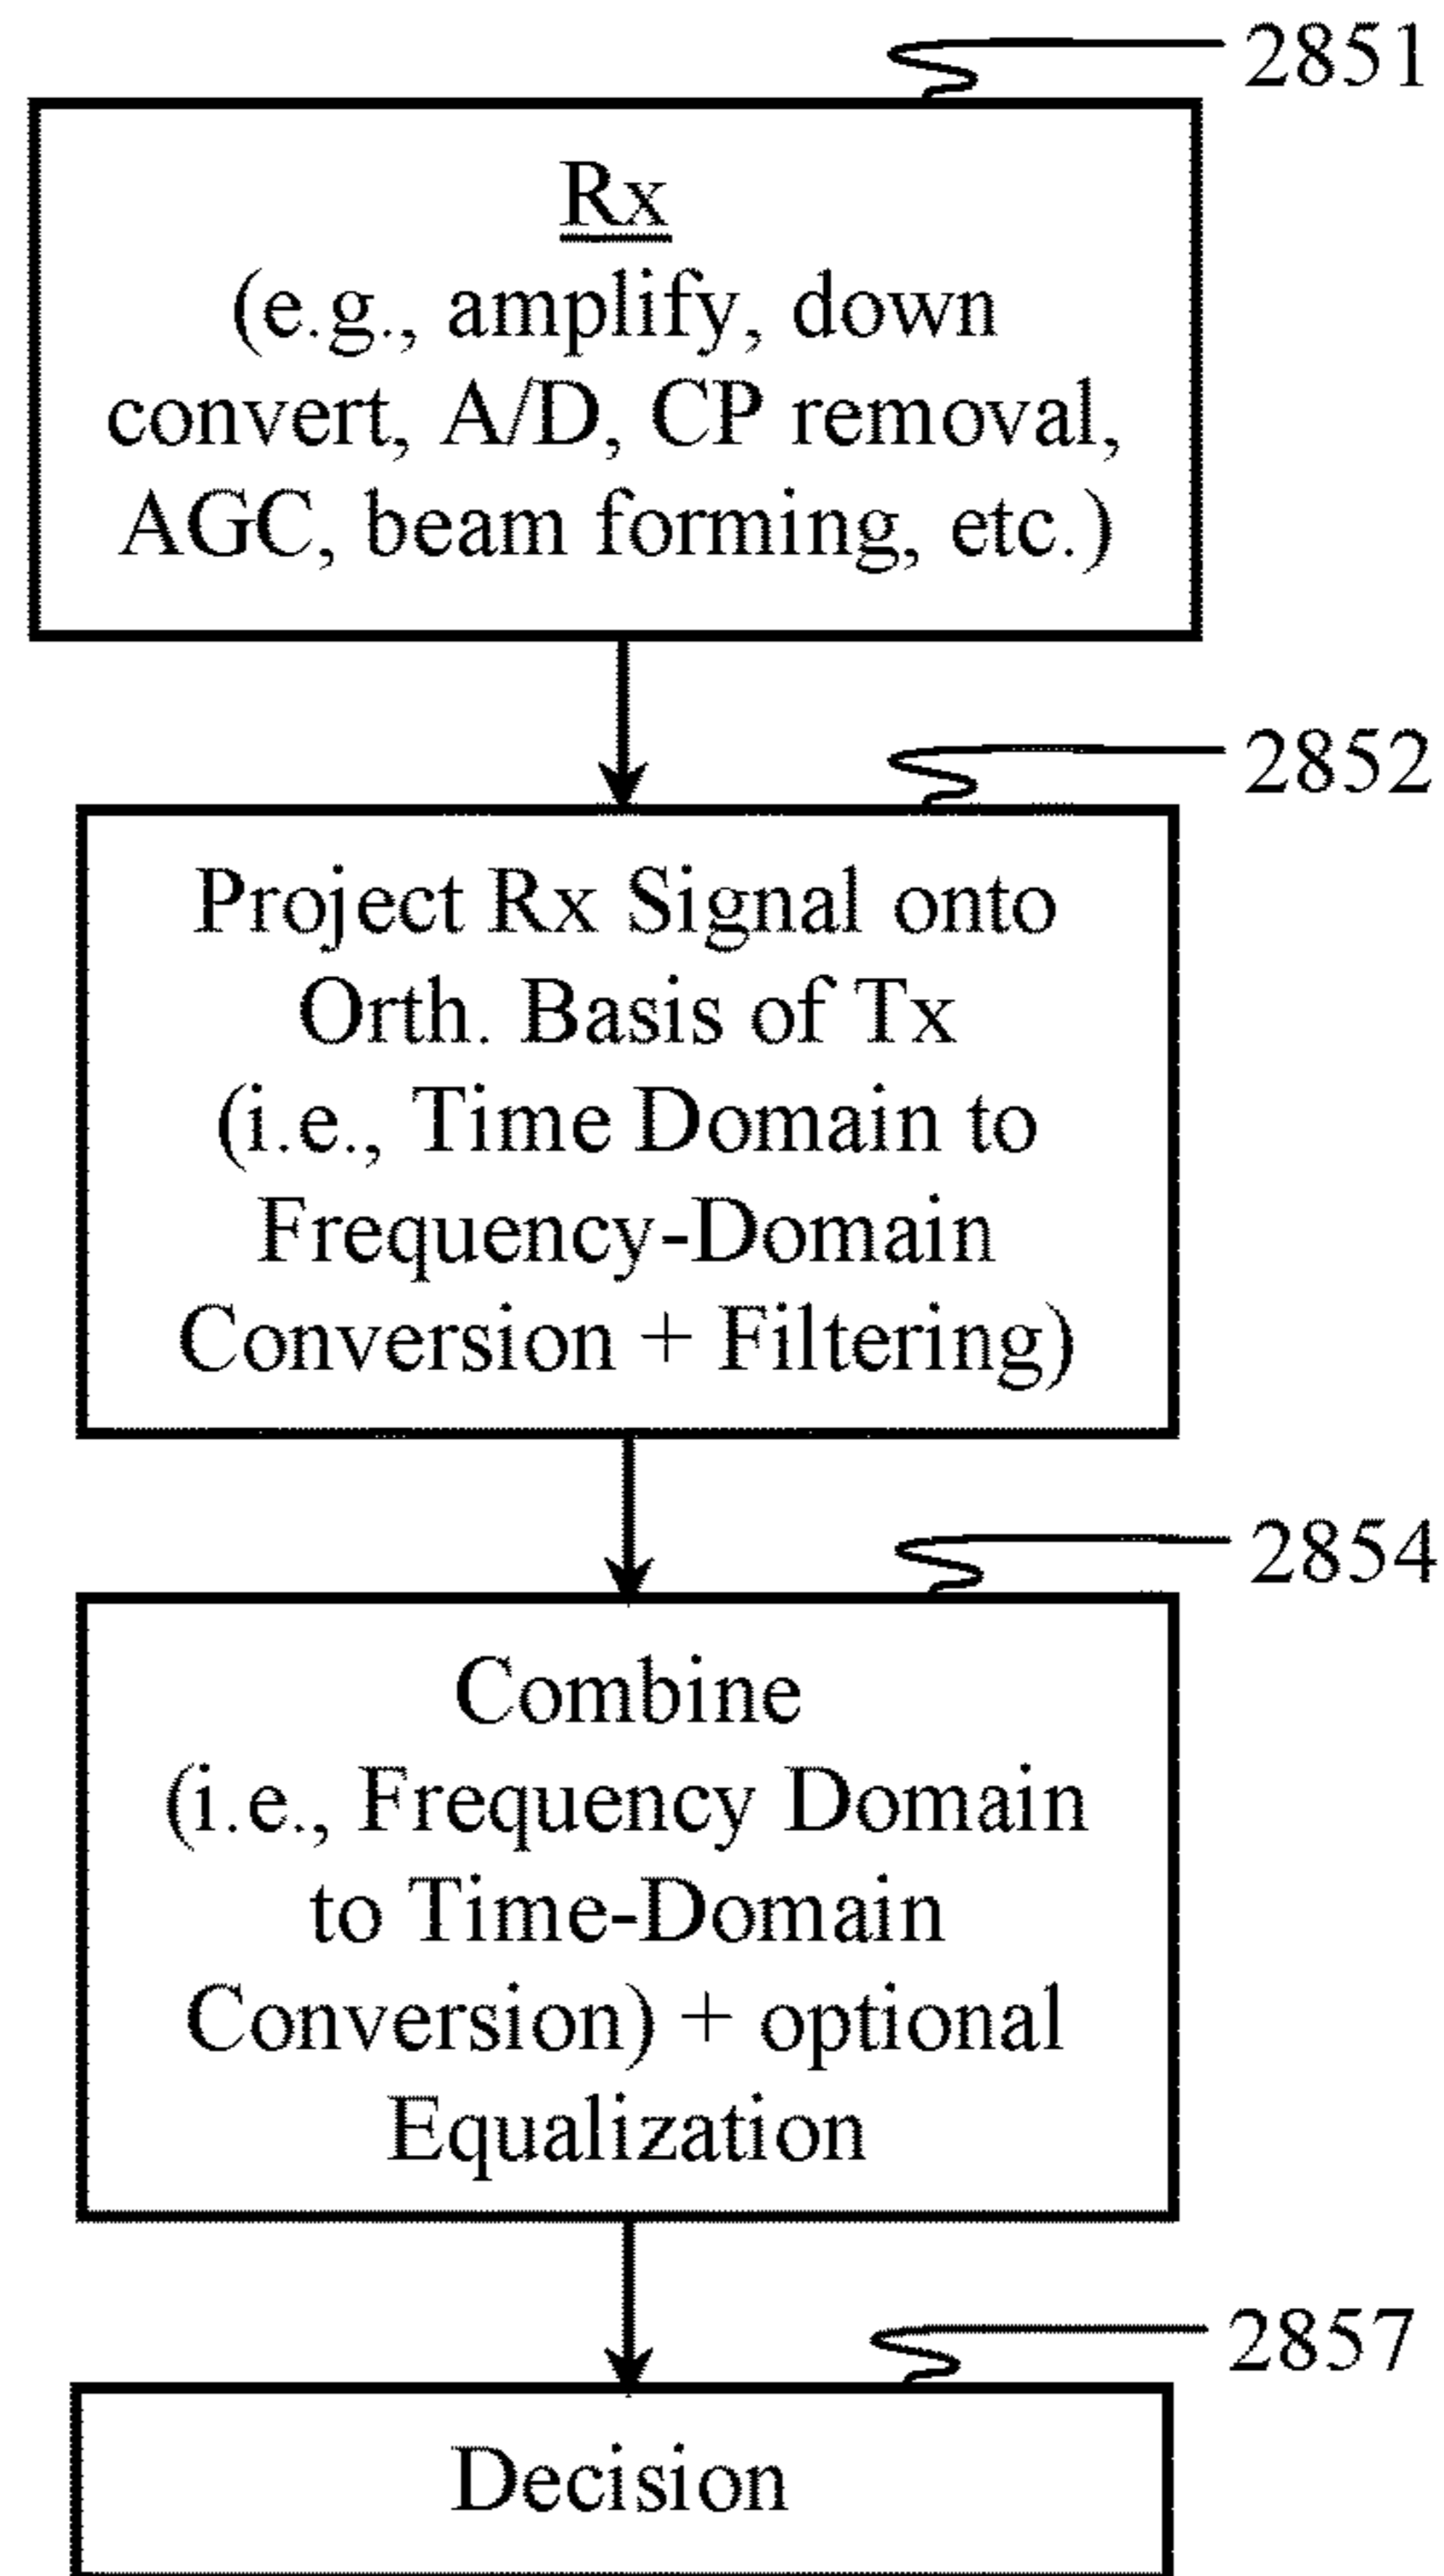 2851
Rx
(e.g., amplify, down
convert, A/D, CP removal,
AGC, beam forming, etc.)
2852
Project Rx Signal onto
Orth. Basis of Tx
(i.e., Time Domain to
Frequency-Domain
Conversion + Filtering)
2854
Combine
(i.e., Frequency Domain
to Time-Domain
Conversion) + optional
Equalization
2857
Decision